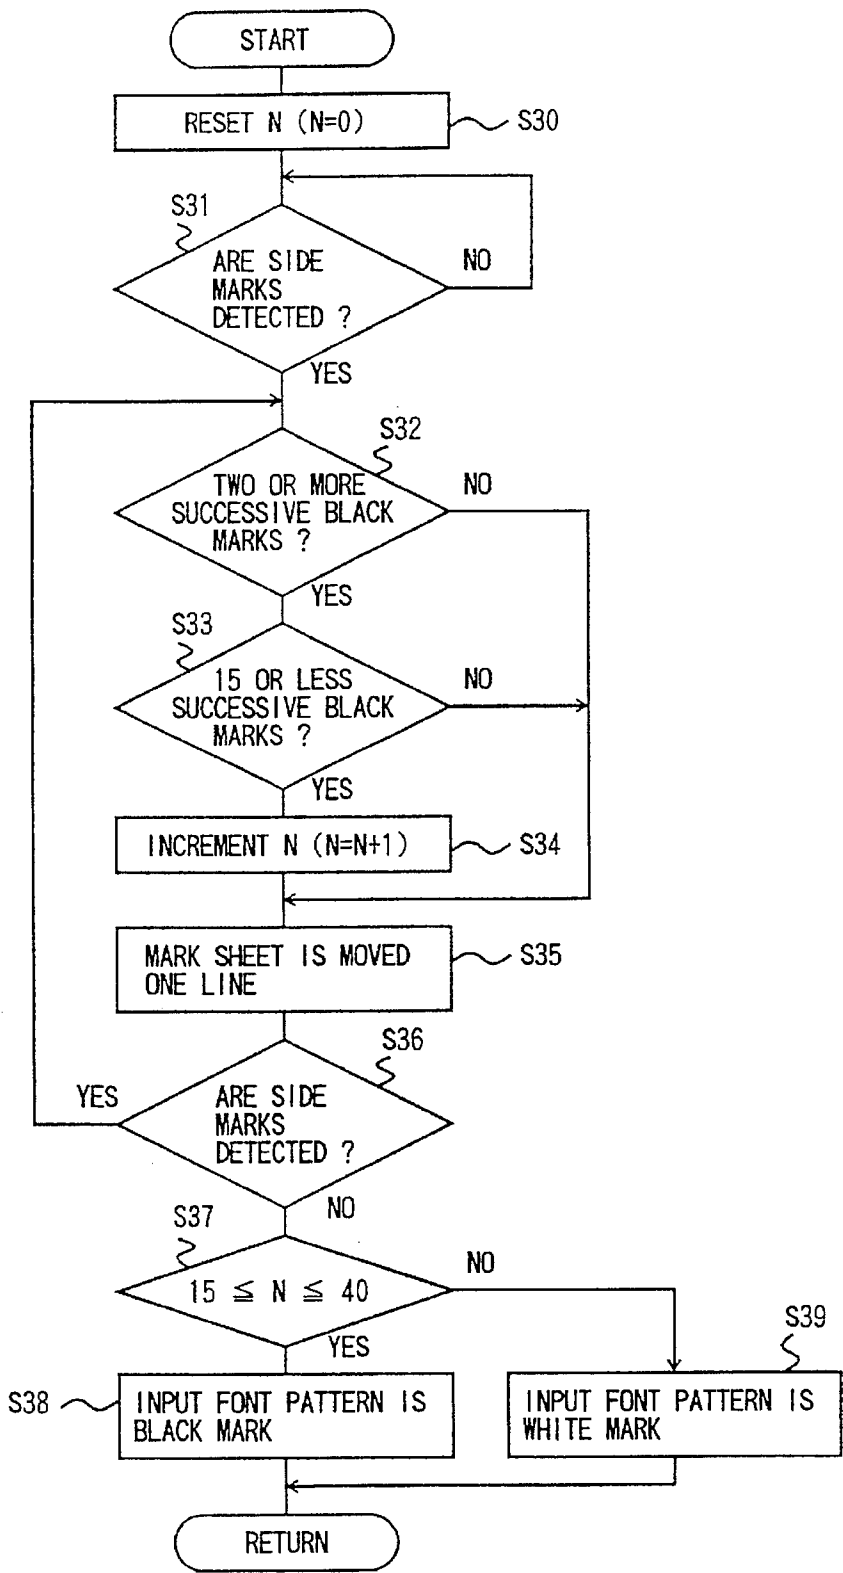 START
RESET N (N=0)
S30
S31
ARE SIDE
MARKS
DETECTED ?
NO
YES
S32
TWO OR MORE
SUCCESSIVE BLACK
MARKS ?
NO
YES
S33
15 OR LESS
SUCCESSIVE BLACK
MARKS ?
NO
YES
INCREMENT N (N=N+1)
S34
MARK SHEET IS MOVED
ONE LINE
S35
S36
ARE SIDE
MARKS
DETECTED ?
YES
NO
S37
15 ≦ N ≦ 40
NO
YES
S38
INPUT FONT PATTERN IS
BLACK MARK
S39
INPUT FONT PATTERN IS
WHITE MARK
RETURN